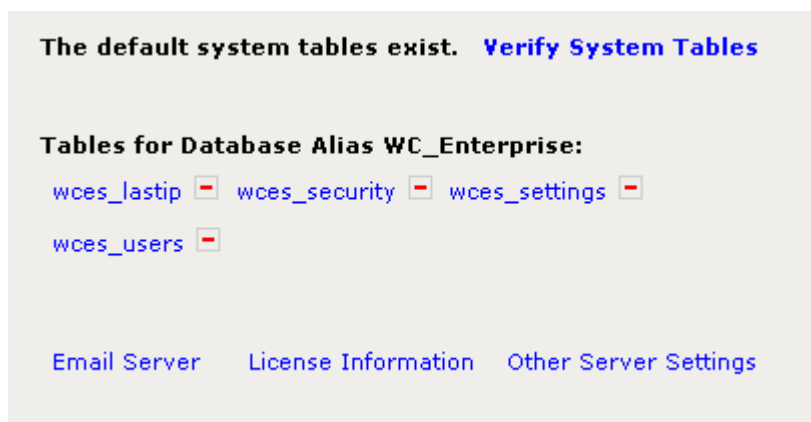 The default system tables exist. Verify System Tables
Tables for Database Alias WC_Enterprise:
wces_lastip wces_security wces_settings
wces_users
Email Server License Information Other Server Settings